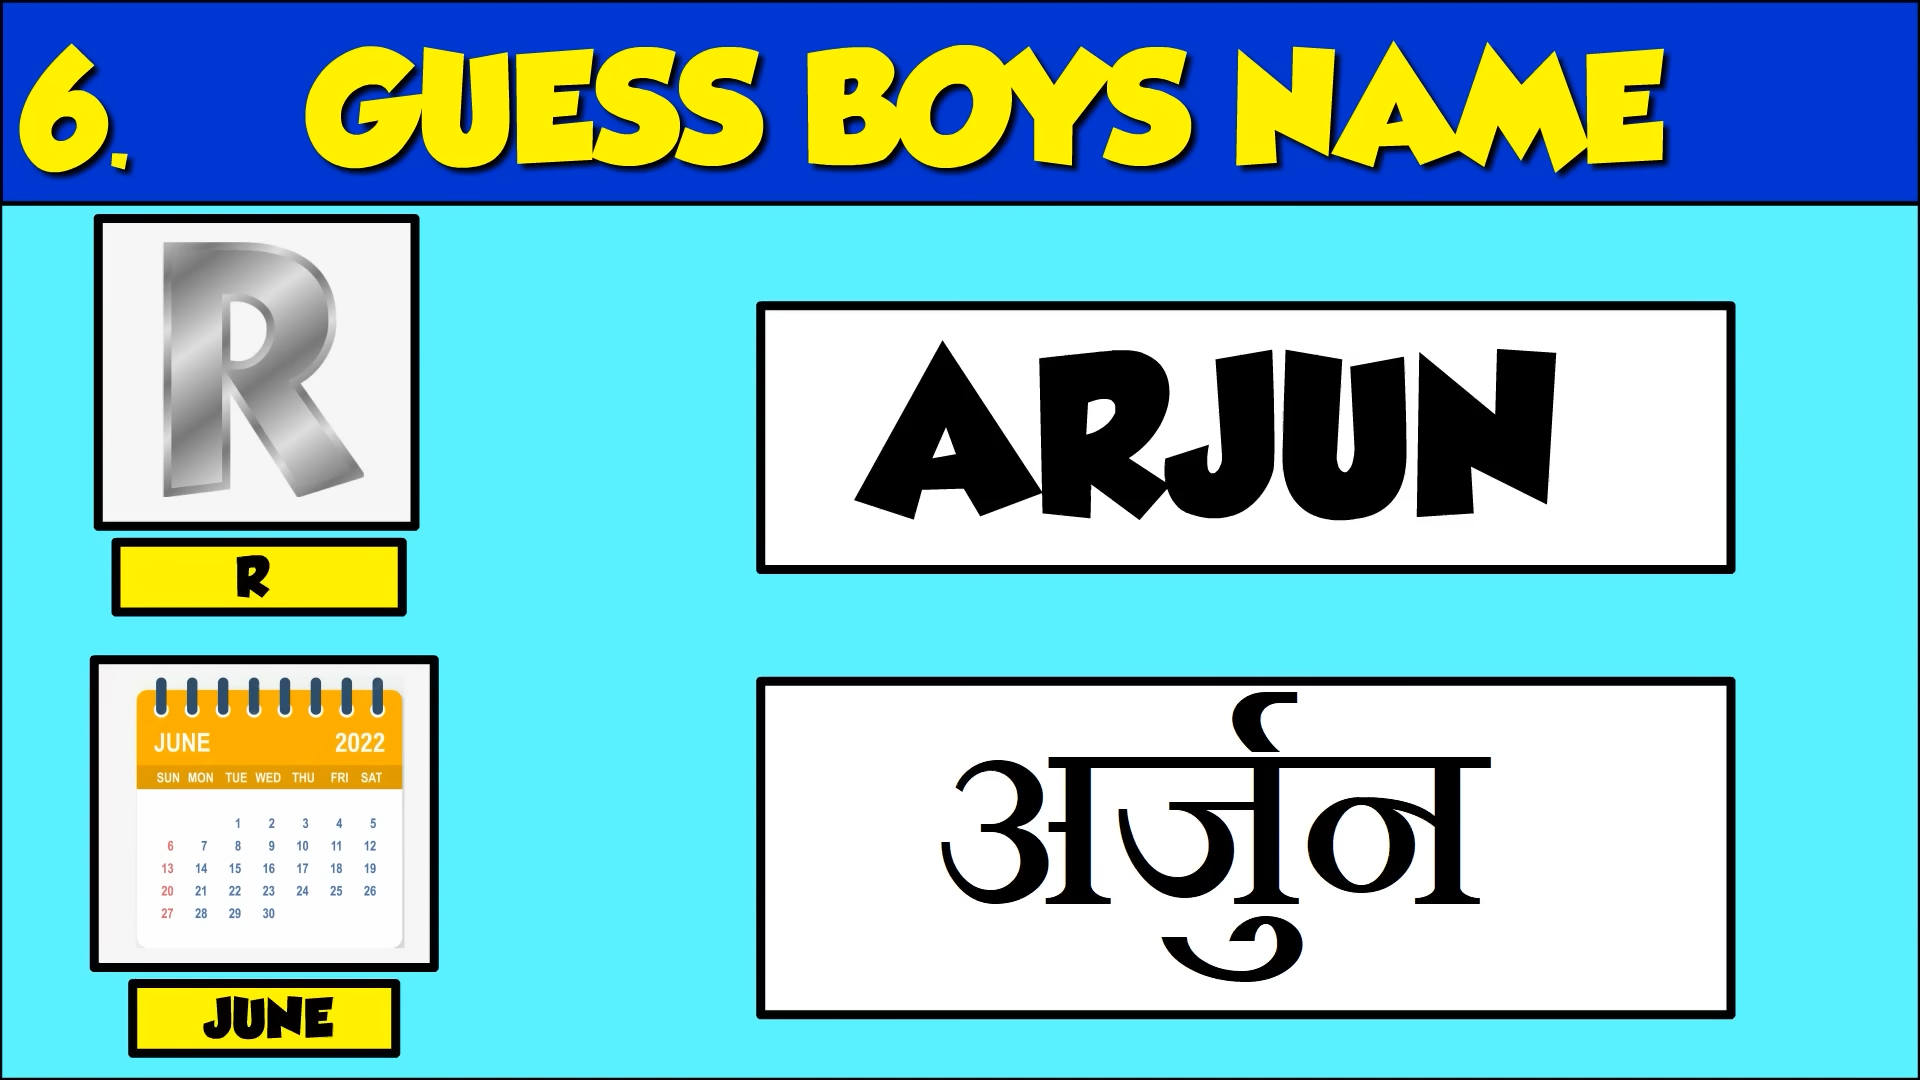 6. GUESS BOYS NAME
R
R
JUNE 2022
SUN MON TUE WED THU FRI SAT
1 2 3 4 5
6 7 8 9 10 11 12
13 14 15 16 17 18 19
20 21 22 23 24 25 26
27 28 29 30
JUNE
ARJUN
अर्जुन